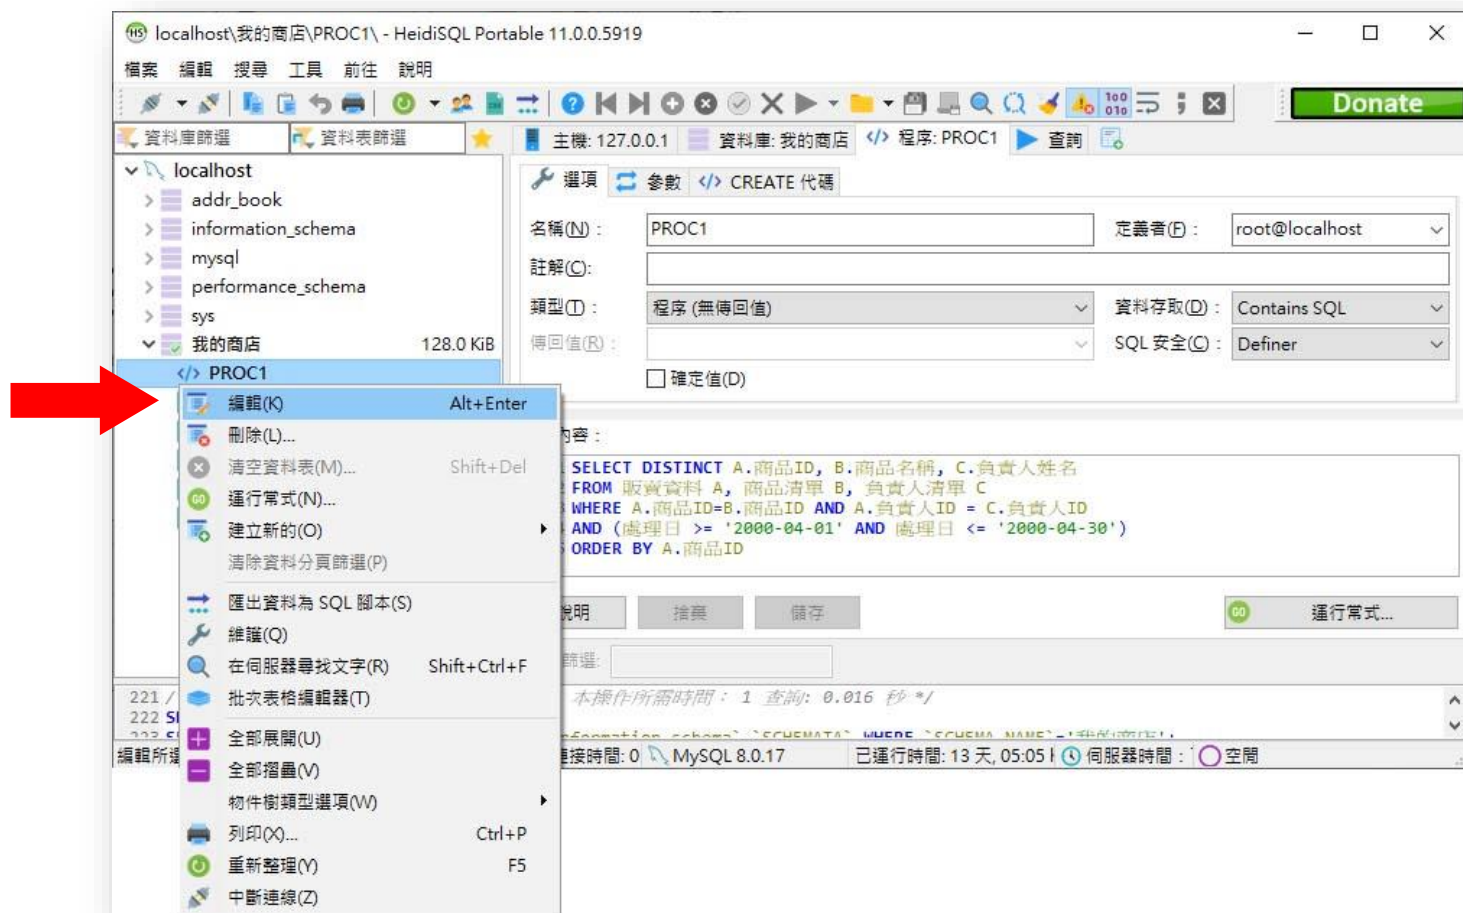 localhost\我的商店\PROC1\ - HeidiSQL Portable 11.0.0.5919
檔案 編輯 搜尋 工具 前往 說明
Donate
資料庫篩選 資料表篩選
主機: 127.0.0.1 資料庫: 我的商店 程序: PROC1 查詢
localhost
addr_book
information_schema
mysql
performance_schema
sys
我的商店 128.0 KiB
PROC1
選項 參數 CREATE 代碼
名稱(N)： PROC1 定義者(F)： root@localhost
註解(C):
類型(T)： 程序 (無傳回值) 資料存取(D)： Contains SQL
傳回值(R)： SQL 安全(C)： Definer
確定值(D)
編輯(K) Alt+Enter
刪除(L)...
清空資料表(M)... Shift+Del
運行常式(N)...
建立新的(O)
清除資料分頁篩選(P)
匯出資料為 SQL 腳本(S)
維護(Q)
在伺服器尋找文字(R) Shift+Ctrl+F
批次表格編輯器(T)
全部展開(U)
全部摺疊(V)
物件樹類型選項(W)
列印(X)... Ctrl+P
重新整理(Y) F5
中斷連線(Z)
內容：
SELECT DISTINCT A.商品ID, B.商品名稱, C.負責人姓名
FROM 販賣資料 A, 商品清單 B, 負責人清單 C
WHERE A.商品ID=B.商品ID AND A.負責人ID = C.負責人ID
AND (處理日 >= '2000-04-01' AND 處理日 <= '2000-04-30')
ORDER BY A.商品ID
說明 捨棄 儲存 運行常式...
篩選:
221 / 本操作所需時間： 1 查詢: 0.016 秒 */
222
223 `SCHEMATA` WHERE `SCHEMA_NAME`='我的商店';
編輯所選 連接時間: 0 MySQL 8.0.17 已運行時間: 13 天, 05:05 伺服器時間： 空閒